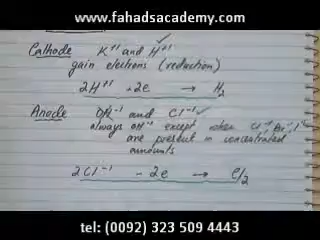 www.fahadsacademy.com
Cathode K⁺¹ and H⁺¹ ✓
gain electrons (reduction)
2H⁺¹ + 2e → H₂
Anode OH⁻¹ and Cl⁻¹ ✓
always OH⁻¹ except when Cl⁻¹, Br⁻¹, I⁻¹
are present in concentrated
amounts
2Cl⁻¹ - 2e → Cl₂
tel: (0092) 323 509 4443